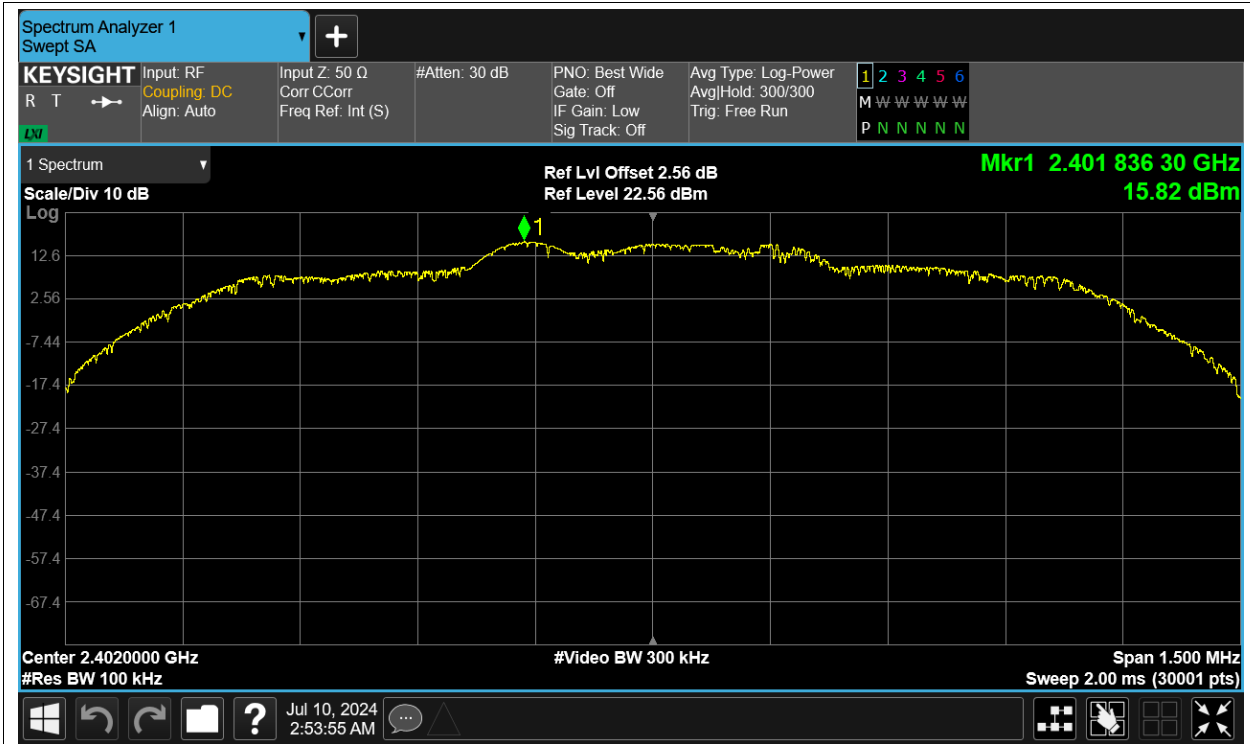 Spectrum Analyzer 1
Swept SA
KEYSIGHT
R T
LXI
Input: RF
Coupling: DC
Align: Auto
Input Z: 50 Ω
Corr CCorr
Freq Ref: Int (S)
#Atten: 30 dB
PNO: Best Wide
Gate: Off
IF Gain: Low
Sig Track: Off
Avg Type: Log-Power
Avg|Hold: 300/300
Trig: Free Run
1 2 3 4 5 6
M W W W W W
P N N N N N
1 Spectrum
Scale/Div 10 dB
Ref Lvl Offset 2.56 dB
Ref Level 22.56 dBm
Mkr1 2.401 836 30 GHz
15.82 dBm
Log
1
12.6
2.56
-7.44
-17.4
-27.4
-37.4
-47.4
-57.4
-67.4
Center 2.4020000 GHz
#Video BW 300 kHz
Span 1.500 MHz
#Res BW 100 kHz
Sweep 2.00 ms (30001 pts)
?
Jul 10, 2024
2:53:55 AM